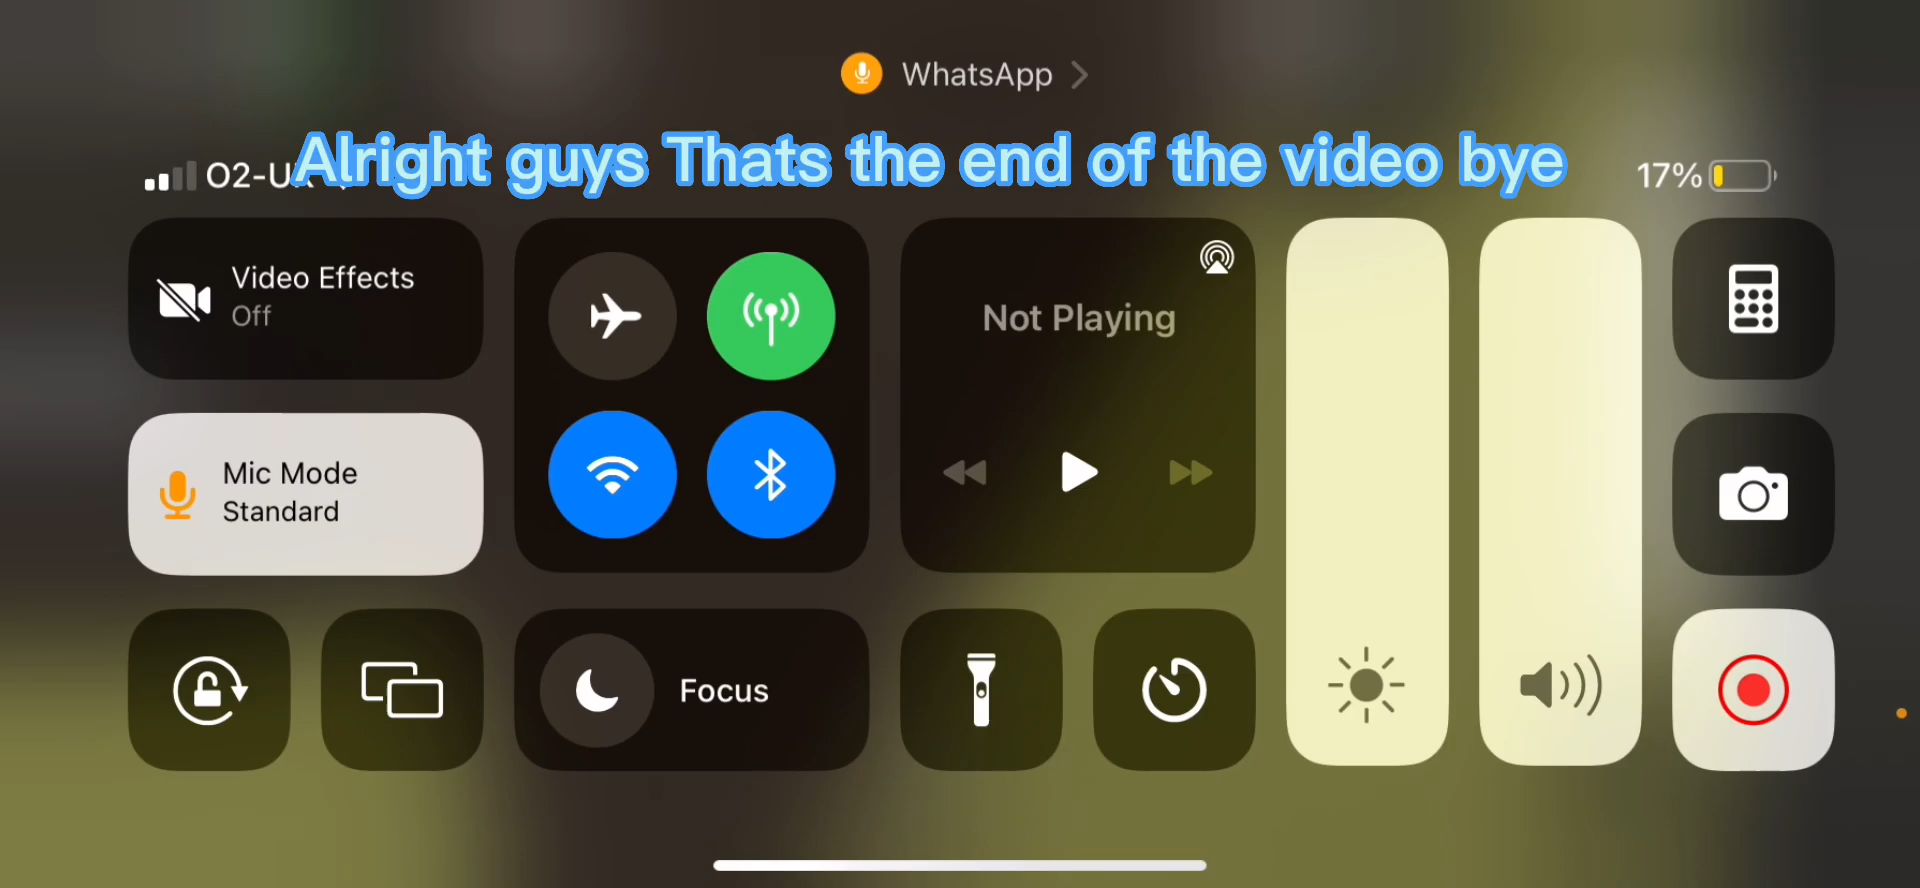 WhatsApp
Alright guys Thats the end of the video bye
O2-UK
17%
Video Effects
Off
Not Playing
Mic Mode
Standard
Focus